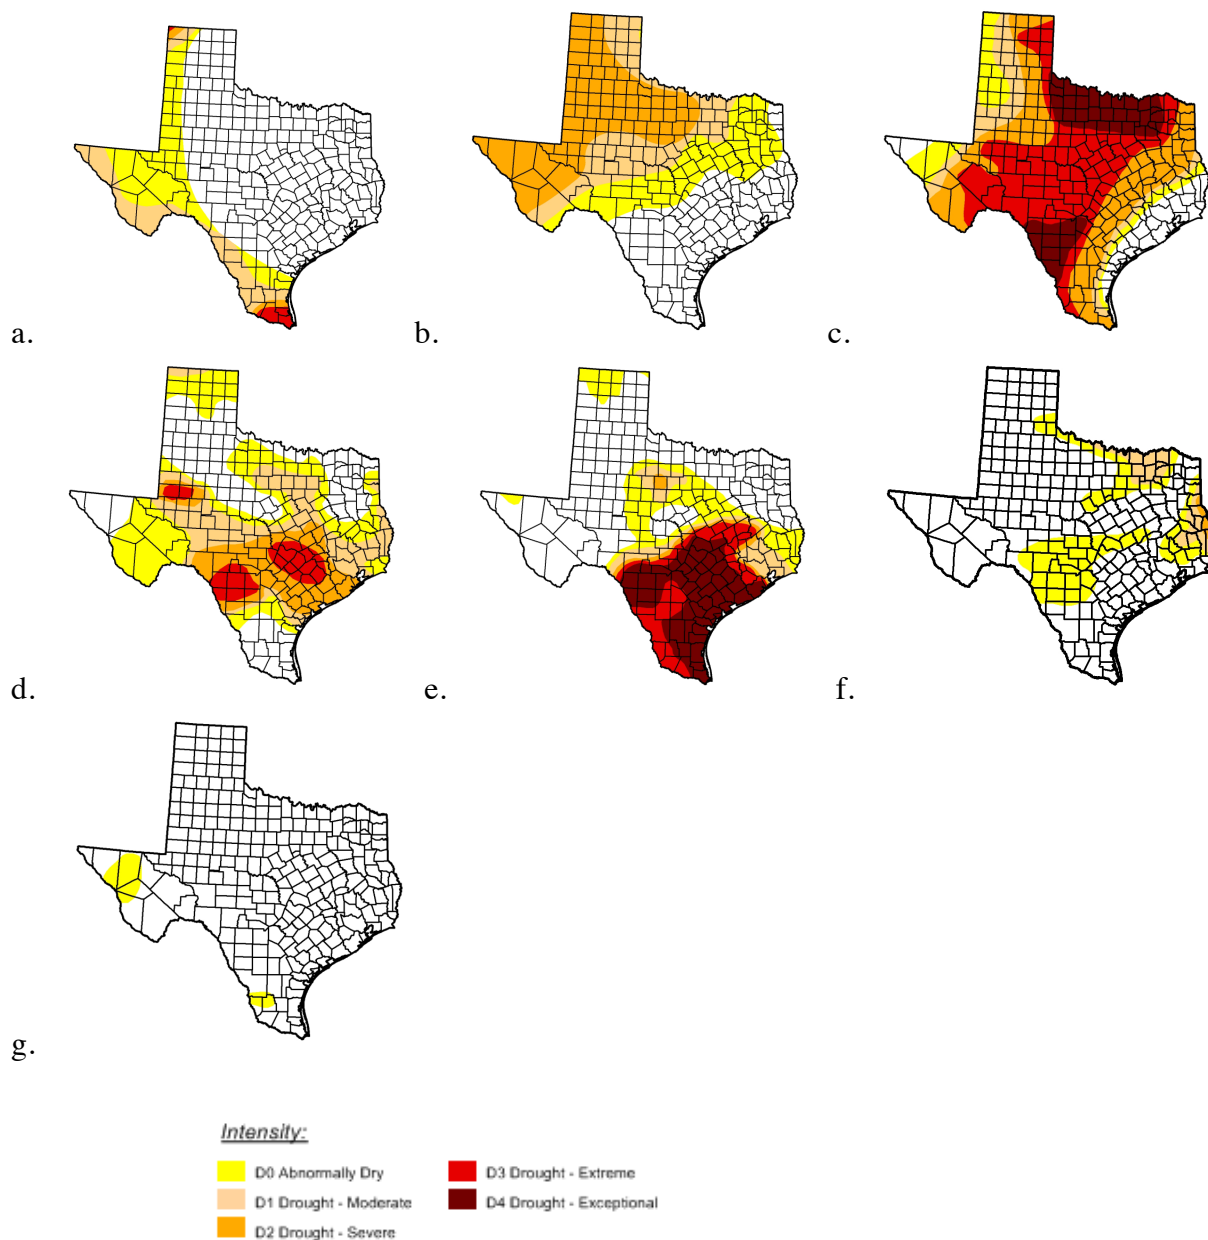 a.
b.
c.
d.
e.
f.
g.
Intensity:
D0 Abnormally Dry
D3 Drought - Extreme
D1 Drought - Moderate
D4 Drought - Exceptional
D2 Drought - Severe